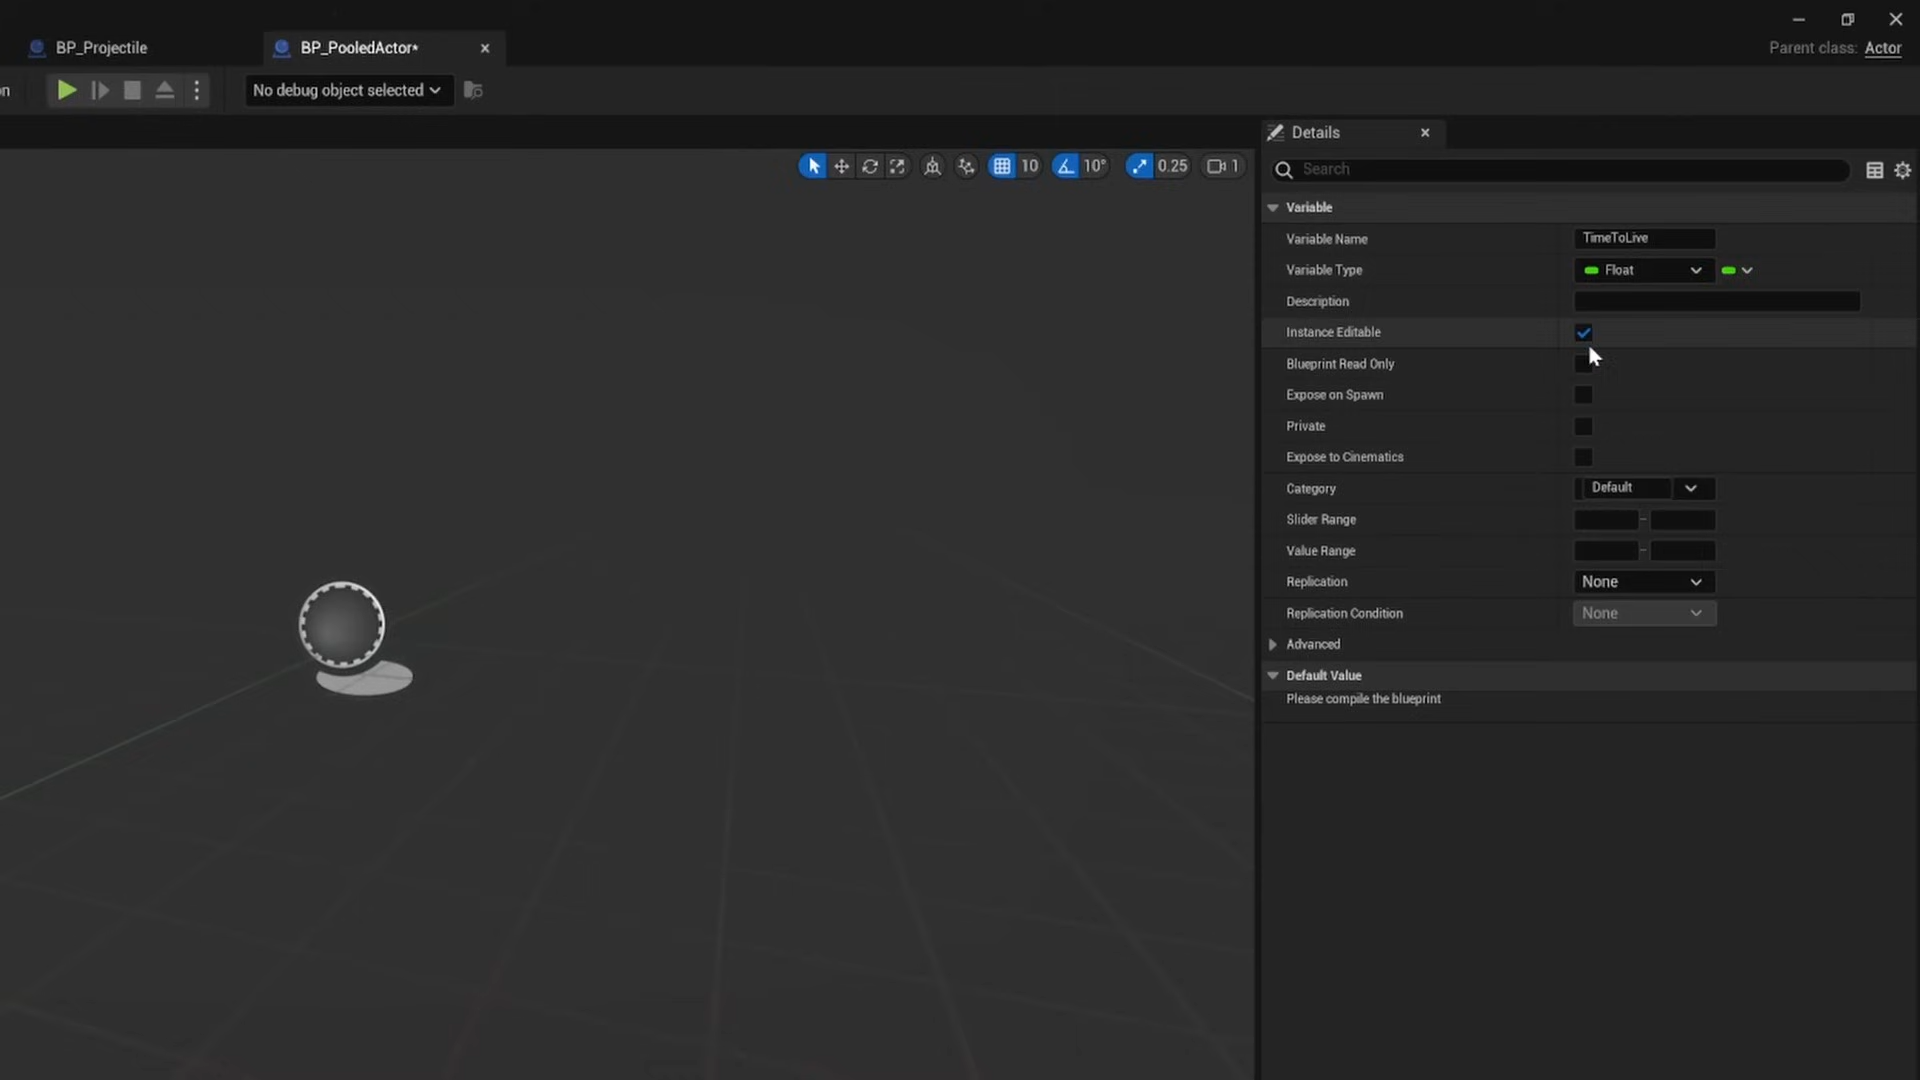 BP_Projectile
BP_PooledActor*
Parent class: Actor
on
No debug object selected
Details
10
10°
0.25
1
Search
Variable
Variable Name
TimeToLive
Variable Type
Float
Description
Instance Editable
Blueprint Read Only
Expose on Spawn
Private
Expose to Cinematics
Category
Default
Slider Range
Value Range
Replication
None
Replication Condition
None
Advanced
Default Value
Please compile the blueprint